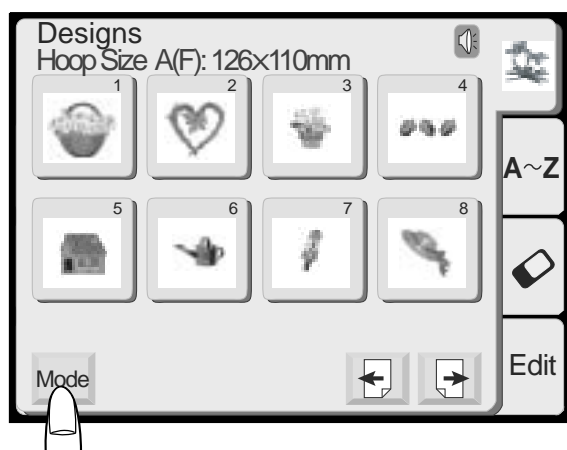 Designs
Hoop Size A(F): 126×110mm
1 2 3 4
A~Z
5 6 7 8
Mode
Edit